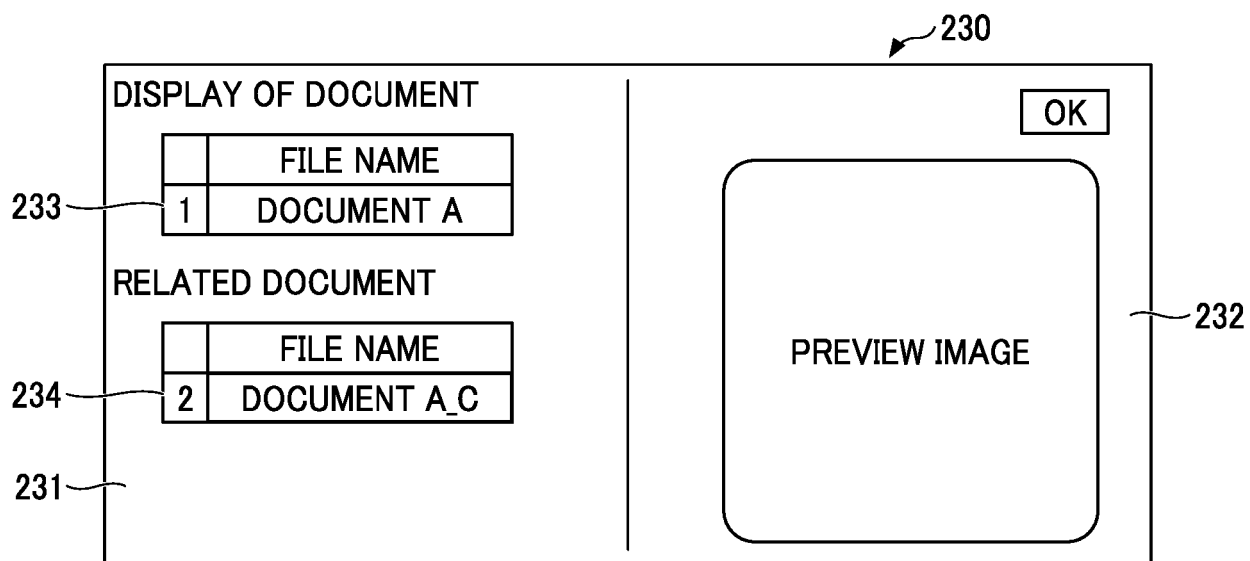 230
DISPLAY OF DOCUMENT
OK
FILE NAME
233
1 DOCUMENT A
RELATED DOCUMENT
232
FILE NAME
PREVIEW IMAGE
234
2 DOCUMENT A_C
231